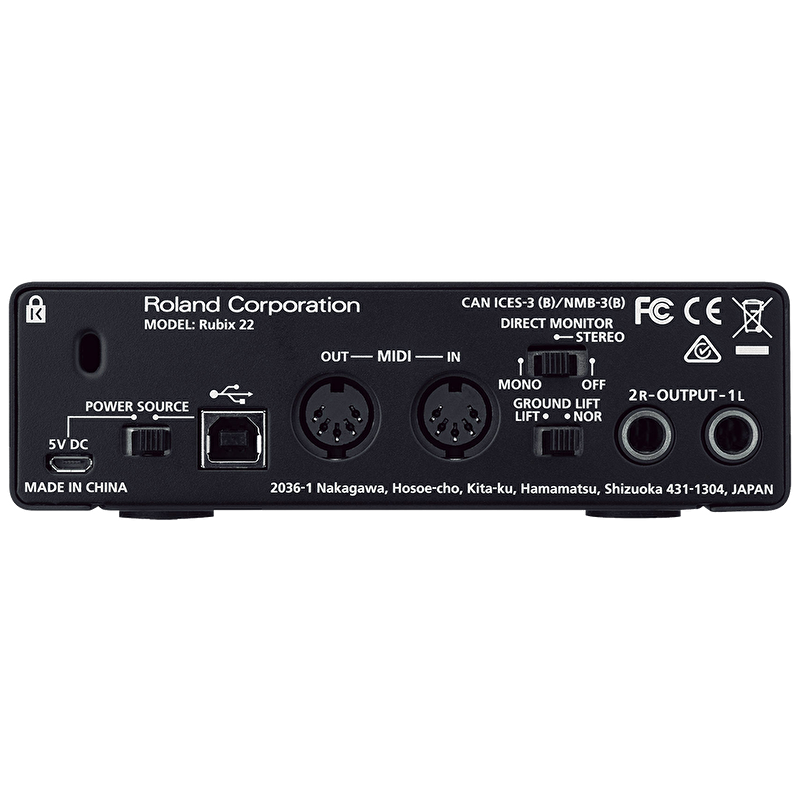 Roland Corporation
MODEL: Rubix 22
CAN ICES-3 (B)/NMB-3(B)
FC CE
DIRECT MONITOR
STEREO
MONO OFF
OUT MIDI IN
GROUND LIFT
LIFT NOR
2R-OUTPUT-1L
POWER SOURCE
5V DC
MADE IN CHINA
2036-1 Nakagawa, Hosoe-cho, Kita-ku, Hamamatsu, Shizuoka 431-1304, JAPAN
K